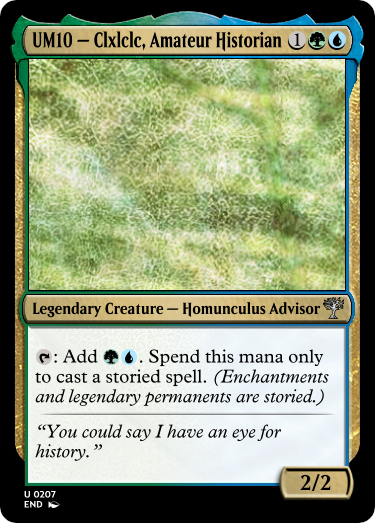 UM10 — Clxlclc, Amateur Historian 1
Legendary Creature — Homunculus Advisor
: Add . Spend this mana only
to cast a storied spell. (Enchantments
and legendary permanents are storied.)
“You could say I have an eye for
history.”
2/2
U 0207
END